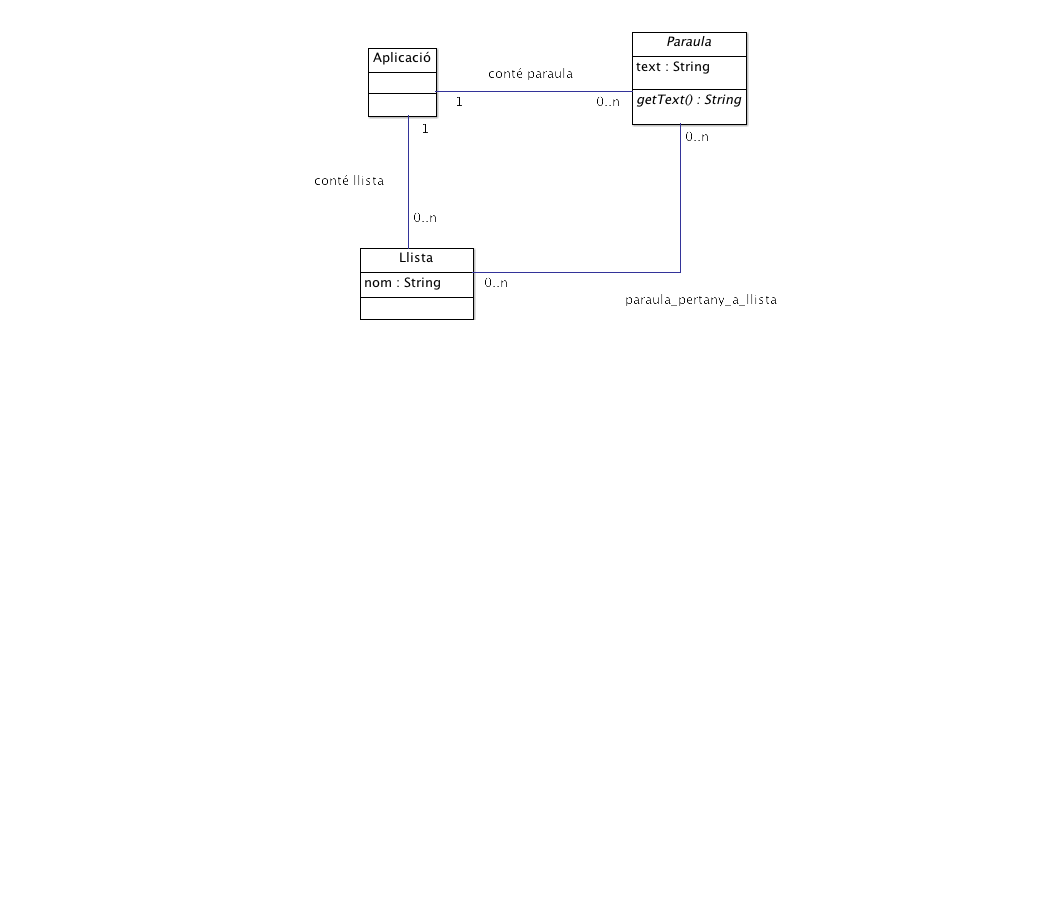 Paraula
Aplicació
text : String
conté paraula
1
0..n
getText() : String
1
0..n
conté llista
0..n
Llista
nom : String
0..n
paraula_pertany_a_llista